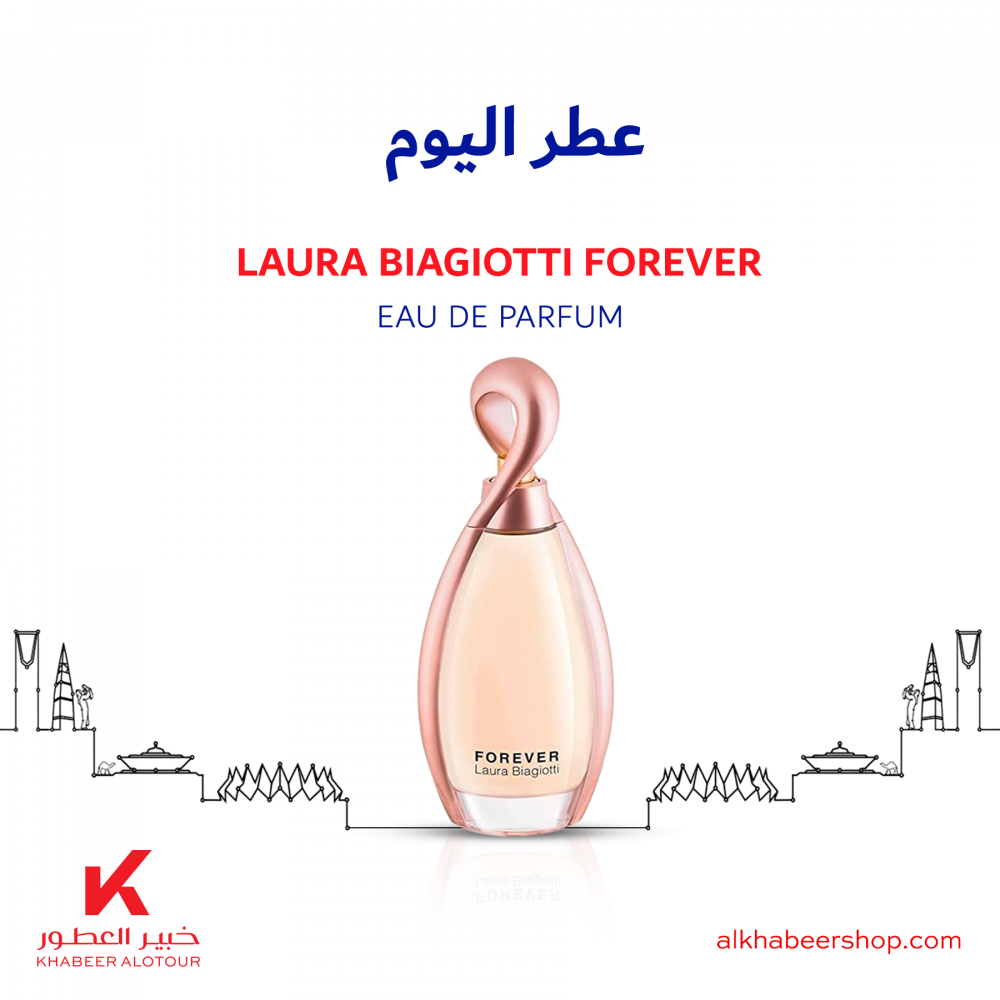 عطر اليوم
LAURA BIAGIOTTI FOREVER
EAU DE PARFUM
FOREVER
Laura Biagiotti
خبير العطور
KHABEER ALOTOUR
alkhabeershop.com